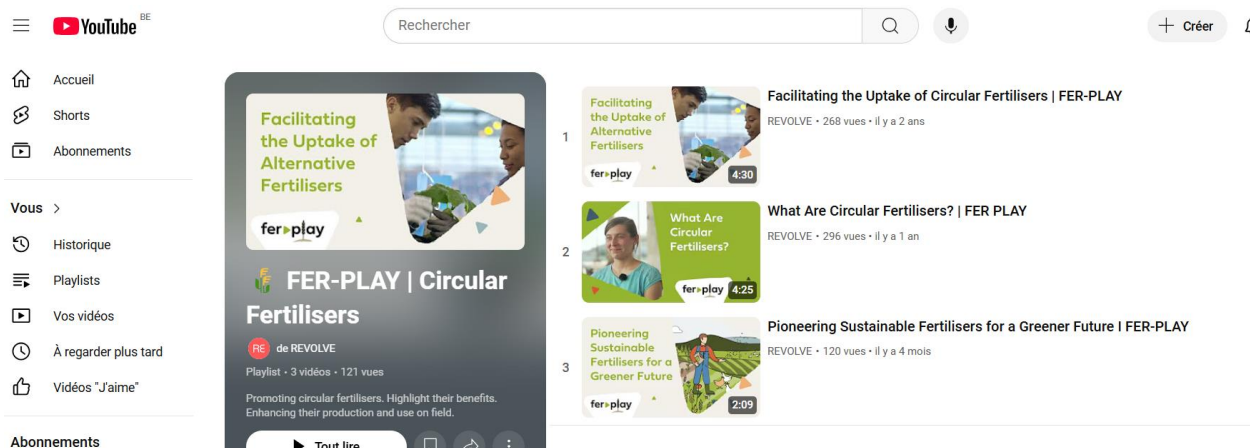 YouTube BE
Rechercher
Créer
Accueil
Shorts
Abonnements
Vous
Historique
Playlists
Vos vidéos
À regarder plus tard
Vidéos "J'aime"
Abonnements
Facilitating
the Uptake of
Alternative
Fertilisers
fer play
FER-PLAY | Circular
Fertilisers
RE de REVOLVE
Playlist • 3 vidéos • 121 vues
Promoting circular fertilisers. Highlight their benefits.
Enhancing their production and use on field.
Tout lire
1
Facilitating
the Uptake of
Alternative
Fertilisers
fer play
4:30
Facilitating the Uptake of Circular Fertilisers | FER-PLAY
REVOLVE • 268 vues • il y a 2 ans
2
What Are
Circular
Fertilisers?
fer play
4:25
What Are Circular Fertilisers? | FER PLAY
REVOLVE • 296 vues • il y a 1 an
3
Pioneering
Sustainable
Fertilisers for a
Greener Future
fer play
2:09
Pioneering Sustainable Fertilisers for a Greener Future I FER-PLAY
REVOLVE • 120 vues • il y a 4 mois